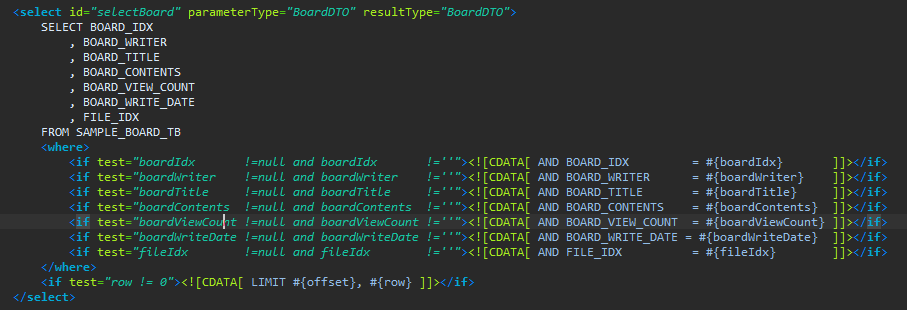 <select id="selectBoard" parameterType="BoardDTO" resultType="BoardDTO">
    SELECT BOARD_IDX
        , BOARD_WRITER
        , BOARD_TITLE
        , BOARD_CONTENTS
        , BOARD_VIEW_COUNT
        , BOARD_WRITE_DATE
        , FILE_IDX
    FROM SAMPLE_BOARD_TB
    <where>
        <if test="boardIdx       !=null and boardIdx       !=''"><![CDATA[ AND BOARD_IDX         = #{boardIdx}       ]]></if>
        <if test="boardWriter    !=null and boardWriter    !=''"><![CDATA[ AND BOARD_WRITER      = #{boardWriter}    ]]></if>
        <if test="boardTitle     !=null and boardTitle     !=''"><![CDATA[ AND BOARD_TITLE       = #{boardTitle}     ]]></if>
        <if test="boardContents  !=null and boardContents  !=''"><![CDATA[ AND BOARD_CONTENTS    = #{boardContents}  ]]></if>
        <if test="boardViewCount !=null and boardViewCount !=''"><![CDATA[ AND BOARD_VIEW_COUNT  = #{boardViewCount} ]]></if>
        <if test="boardWriteDate !=null and boardWriteDate !=''"><![CDATA[ AND BOARD_WRITE_DATE = #{boardWriteDate}  ]]></if>
        <if test="fileIdx        !=null and fileIdx        !=''"><![CDATA[ AND FILE_IDX          = #{fileIdx}        ]]></if>
    </where>
    <if test="row != 0"><![CDATA[ LIMIT #{offset}, #{row} ]]></if>
</select>